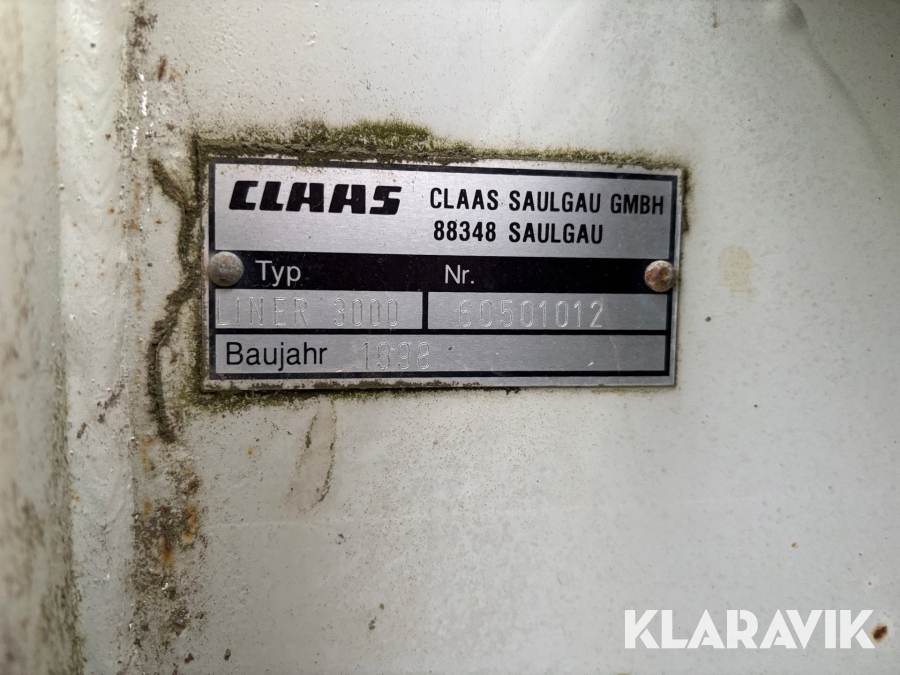 CLAAS
CLAAS SAULGAU GMBH
88348 SAULGAU
Typ Nr.
LINER 3000 60501012
Baujahr 1998
KLARAVIK